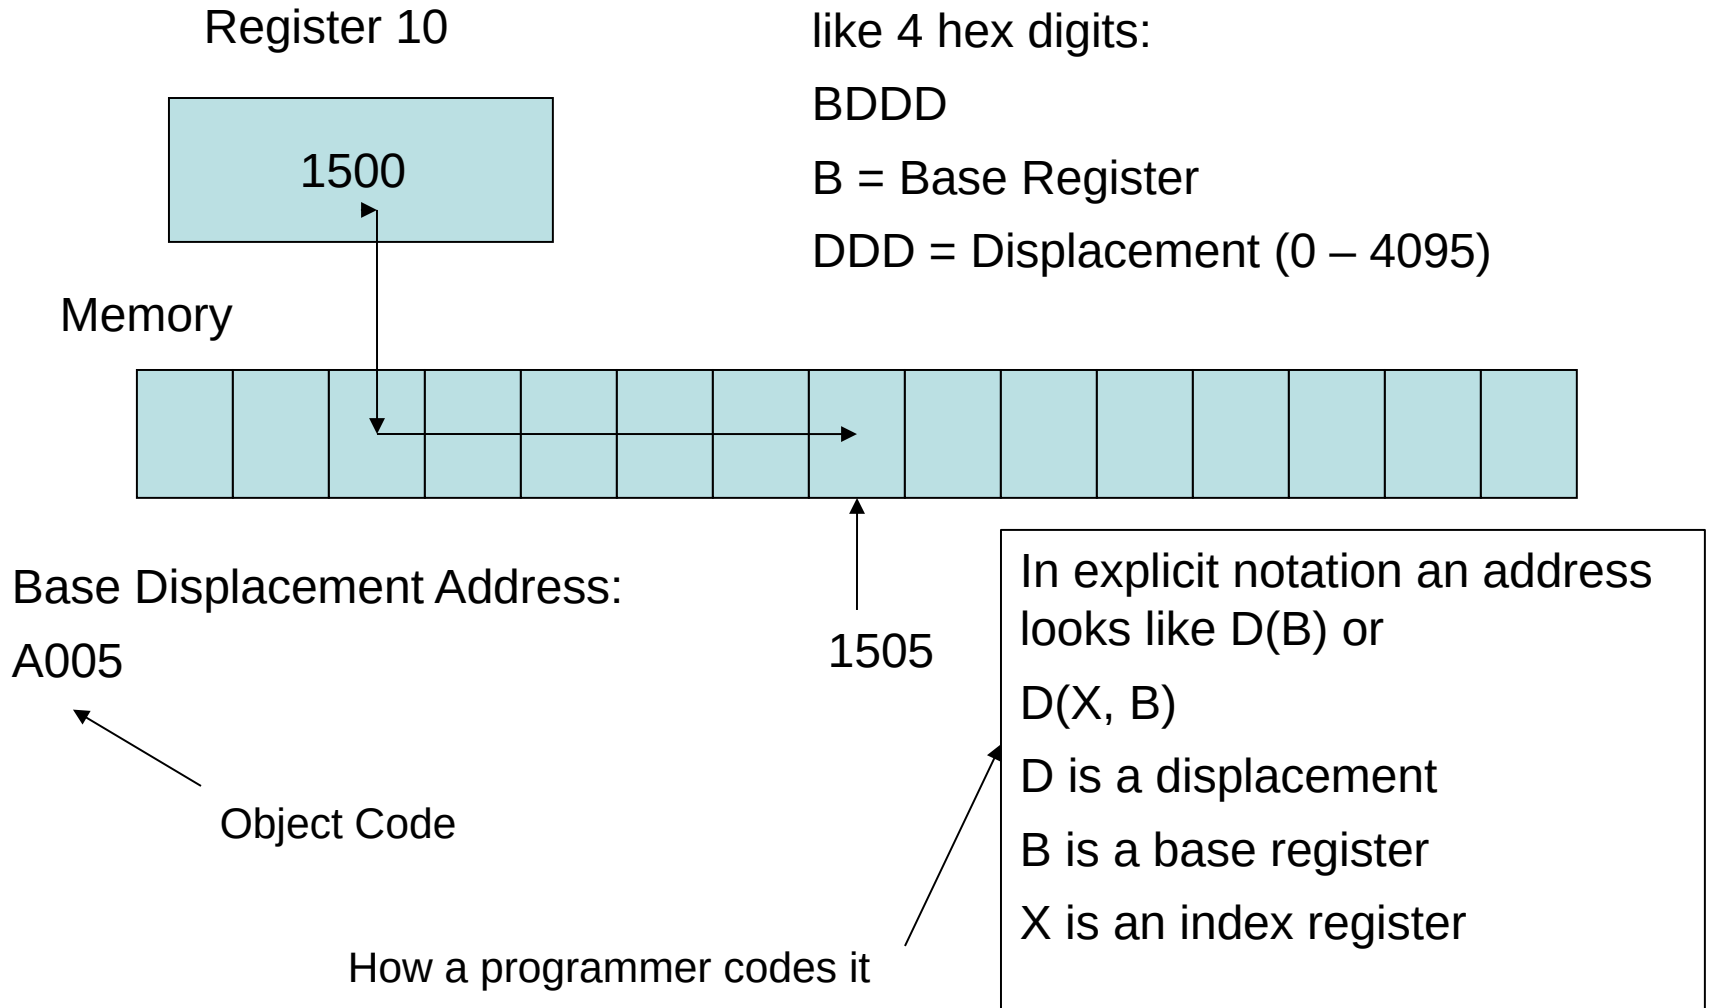 Register 10
1500
like 4 hex digits:
BDDD
B = Base Register
DDD = Displacement (0 – 4095)
Memory
Base Displacement Address:
A005
Object Code
1505
How a programmer codes it
In explicit notation an address
looks like D(B) or
D(X, B)
D is a displacement
B is a base register
X is an index register